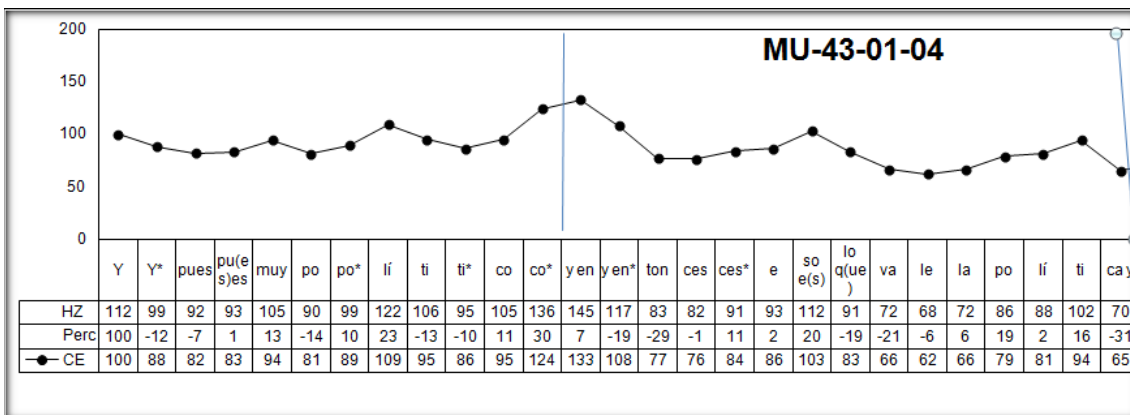 200
MU-43-01-04
150
100
50
0
Y Y* pues pu(es)es muy po po* lí ti ti* co co* y en y en* ton ces ces* e so e(s) lo q(ue) va le la po lí ti ca y
HZ 112 99 92 93 105 90 99 122 106 95 105 136 145 117 83 82 91 93 112 91 72 68 72 86 88 102 70
Perc 100 -12 -7 1 13 -14 10 23 -13 -10 11 30 7 -19 -29 -1 11 2 20 -19 -21 -6 6 19 2 16 -31
CE 100 88 82 83 94 81 89 109 95 86 95 124 133 108 77 76 84 86 103 83 66 62 66 79 81 94 65